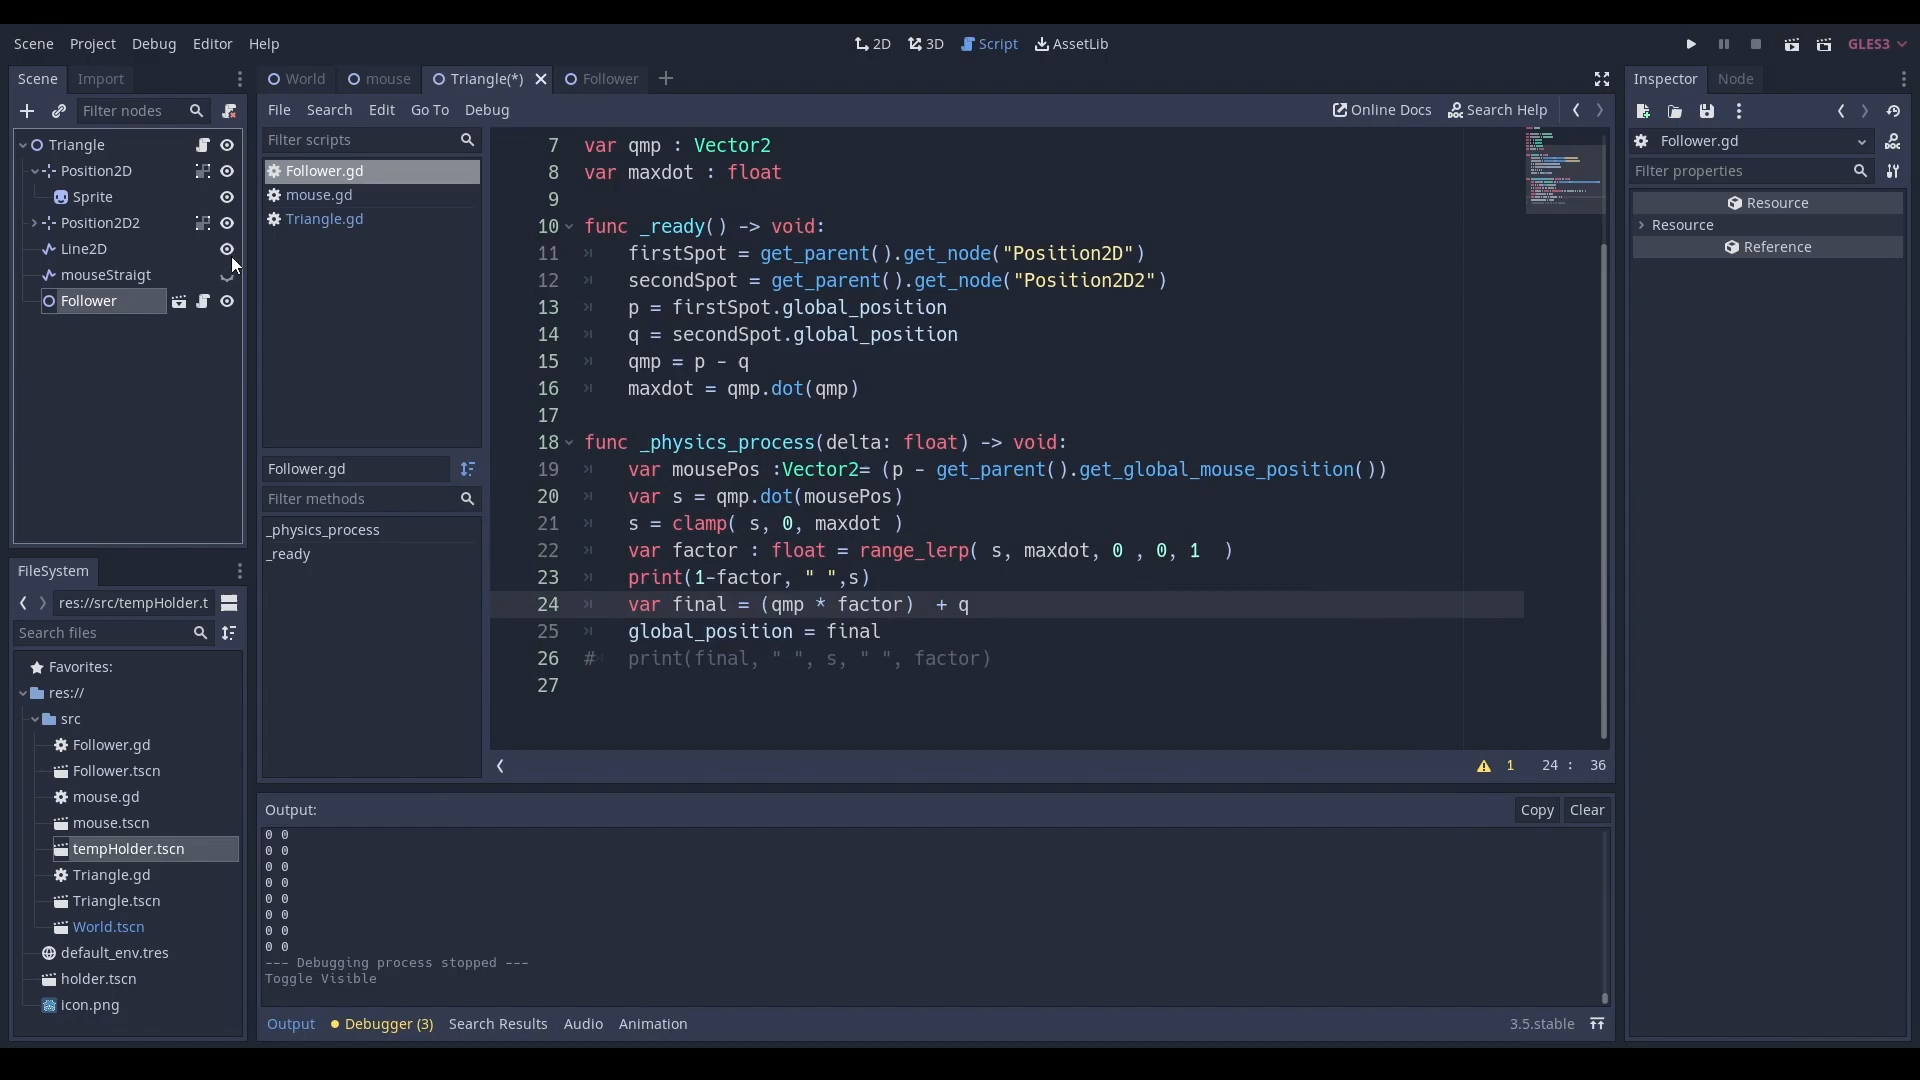 Scene Project Debug Editor Help
2D 3D Script AssetLib
GLES3
Scene Import
World mouse Triangle(*) Follower
Inspector Node
Filter nodes
File Search Edit Go To Debug
Online Docs Search Help
Triangle
Position2D
Sprite
Position2D2
Line2D
mouseStraigt
Follower
Filter scripts
Follower.gd
mouse.gd
Triangle.gd
Follower.gd
Filter methods
_physics_process
_ready
7 var qmp : Vector2
8 var maxdot : float
9
10 func _ready() -> void:
11 firstSpot = get_parent().get_node("Position2D")
12 secondSpot = get_parent().get_node("Position2D2")
13 p = firstSpot.global_position
14 q = secondSpot.global_position
15 qmp = p - q
16 maxdot = qmp.dot(qmp)
17
18 func _physics_process(delta: float) -> void:
19 var mousePos :Vector2= (p - get_parent().get_global_mouse_position())
20 var s = qmp.dot(mousePos)
21 s = clamp( s, 0, maxdot )
22 var factor : float = range_lerp( s, maxdot, 0 , 0, 1  )
23 print(1-factor, " ",s)
24 var final = (qmp * factor)  + q
25 global_position = final
26 # print(final, " ", s, " ", factor)
27
1 24 : 36
Follower.gd
Filter properties
Resource
Resource
Reference
FileSystem
res://src/tempHolder.t
Search files
Favorites:
res://
src
Follower.gd
Follower.tscn
mouse.gd
mouse.tscn
tempHolder.tscn
Triangle.gd
Triangle.tscn
World.tscn
default_env.tres
holder.tscn
icon.png
Output:
Copy Clear
0 0
0 0
0 0
0 0
0 0
0 0
0 0
0 0
--- Debugging process stopped ---
Toggle Visible
Output Debugger (3) Search Results Audio Animation
3.5.stable